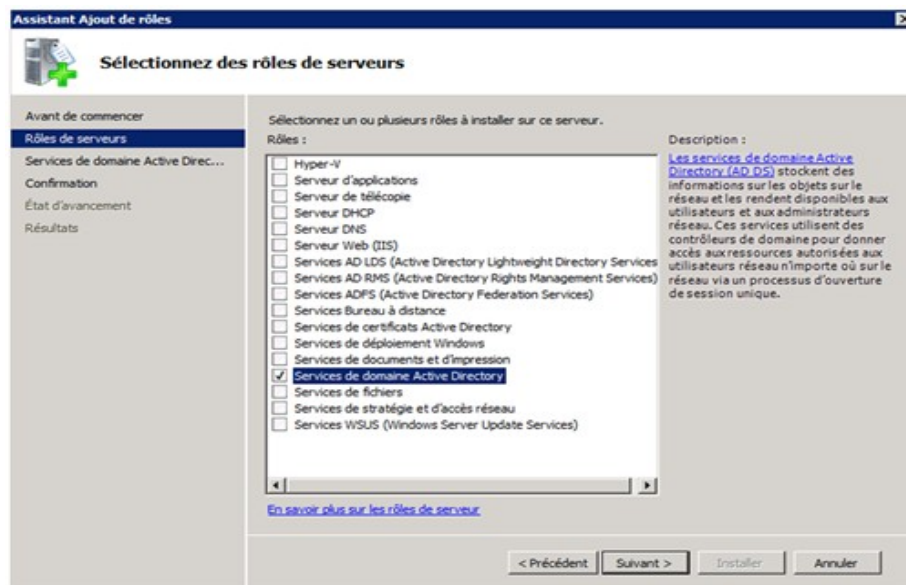 Assistant Ajout de rôles
Sélectionnez des rôles de serveurs
Avant de commencer
Rôles de serveurs
Services de domaine Active Direc...
Confirmation
État d'avancement
Résultats
Sélectionnez un ou plusieurs rôles à installer sur ce serveur.
Rôles :
Hyper-V
Serveur d'applications
Serveur de télécopie
Serveur DHCP
Serveur DNS
Serveur Web (IIS)
Services AD LDS (Active Directory Lightweight Directory Services
Services AD RMS (Active Directory Rights Management Services)
Services ADFS (Active Directory Federation Services)
Services Bureau à distance
Services de certificats Active Directory
Services de déploiement Windows
Services de documents et d'impression
Services de domaine Active Directory
Services de fichiers
Services de stratégie et d'accès réseau
Services WSUS (Windows Server Update Services)
En savoir plus sur les rôles de serveur
Description :
Les services de domaine Active
Directory (AD DS) stockent des
informations sur les objets sur le
réseau et les rendent disponibles aux
utilisateurs et aux administrateurs
réseau. Ces services utilisent des
contrôleurs de domaine pour donner
accès aux ressources autorisées aux
utilisateurs réseau n'importe où sur le
réseau via un processus d'ouverture
de session unique.
< Précédent
Suivant >
Installer
Annuler